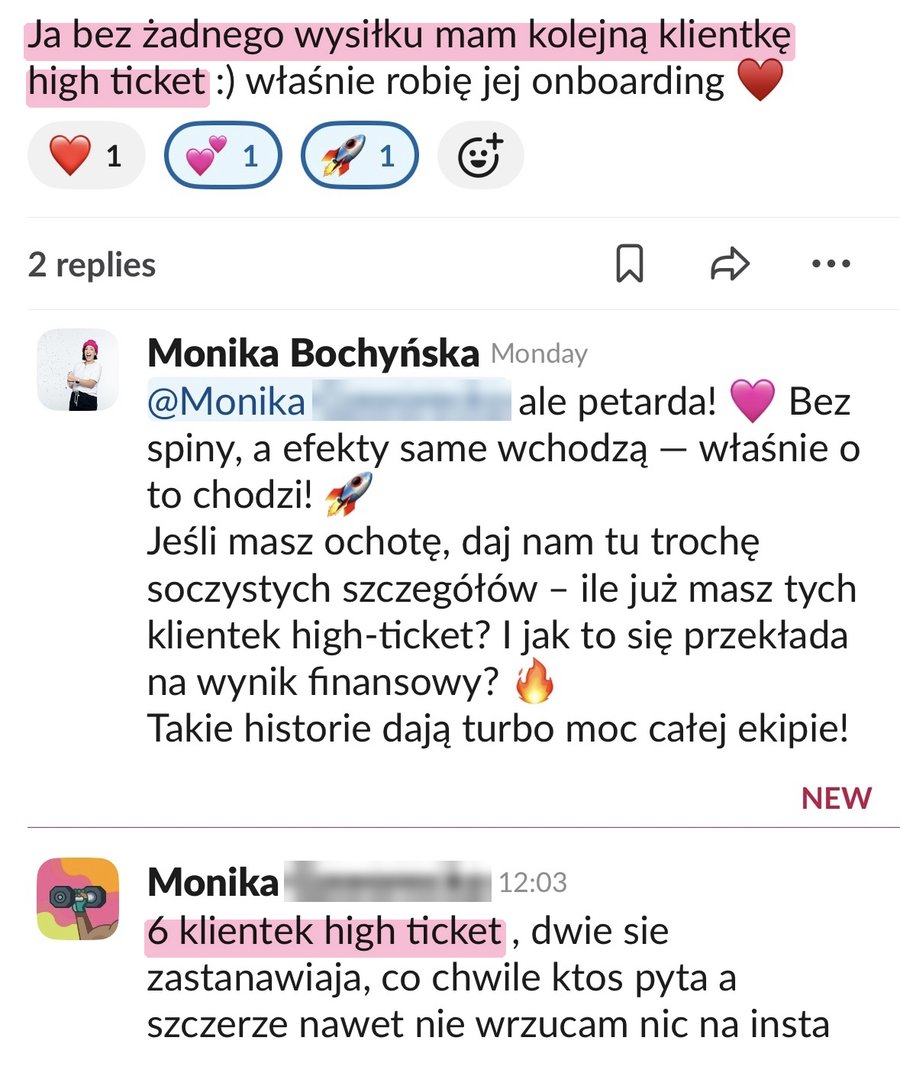 Ja bez żadnego wysiłku mam kolejną klientkę
high ticket :) właśnie robię jej onboarding
1 1 1
2 replies
Monika Bochyńska Monday
@Monika ale petarda! Bez
spiny, a efekty same wchodzą — właśnie o
to chodzi!
Jeśli masz ochotę, daj nam tu trochę
soczystych szczegółów – ile już masz tych
klientek high-ticket? I jak to się przekłada
na wynik finansowy?
Takie historie dają turbo moc całej ekipie!
NEW
Monika 12:03
6 klientek high ticket , dwie sie
zastanawiaja, co chwile ktos pyta a
szczerze nawet nie wrzucam nic na insta